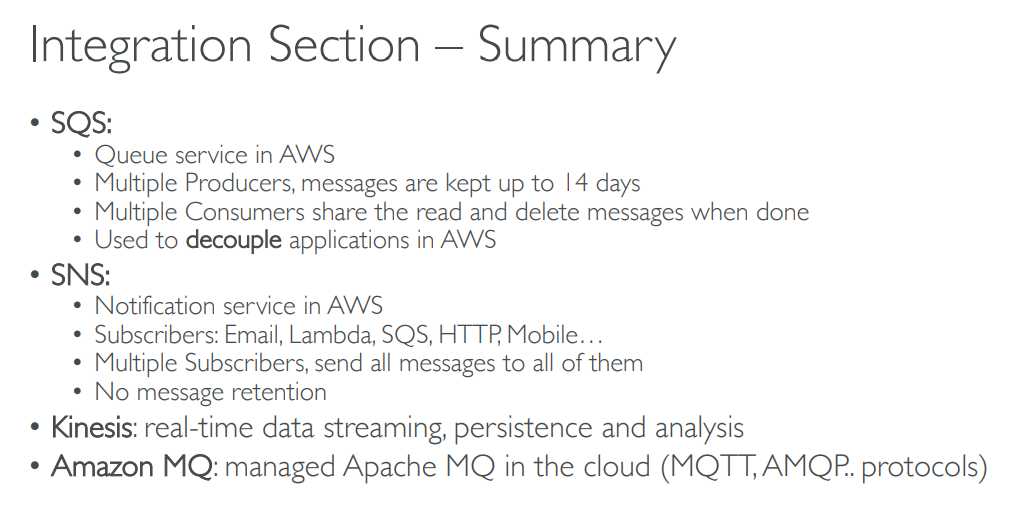 Integration Section – Summary
• SQS:
• Queue service in AWS
• Multiple Producers, messages are kept up to 14 days
• Multiple Consumers share the read and delete messages when done
• Used to decouple applications in AWS
• SNS:
• Notification service in AWS
• Subscribers: Email, Lambda, SQS, HTTP, Mobile…
• Multiple Subscribers, send all messages to all of them
• No message retention
• Kinesis: real-time data streaming, persistence and analysis
• Amazon MQ: managed Apache MQ in the cloud (MQTT, AMQP.. protocols)